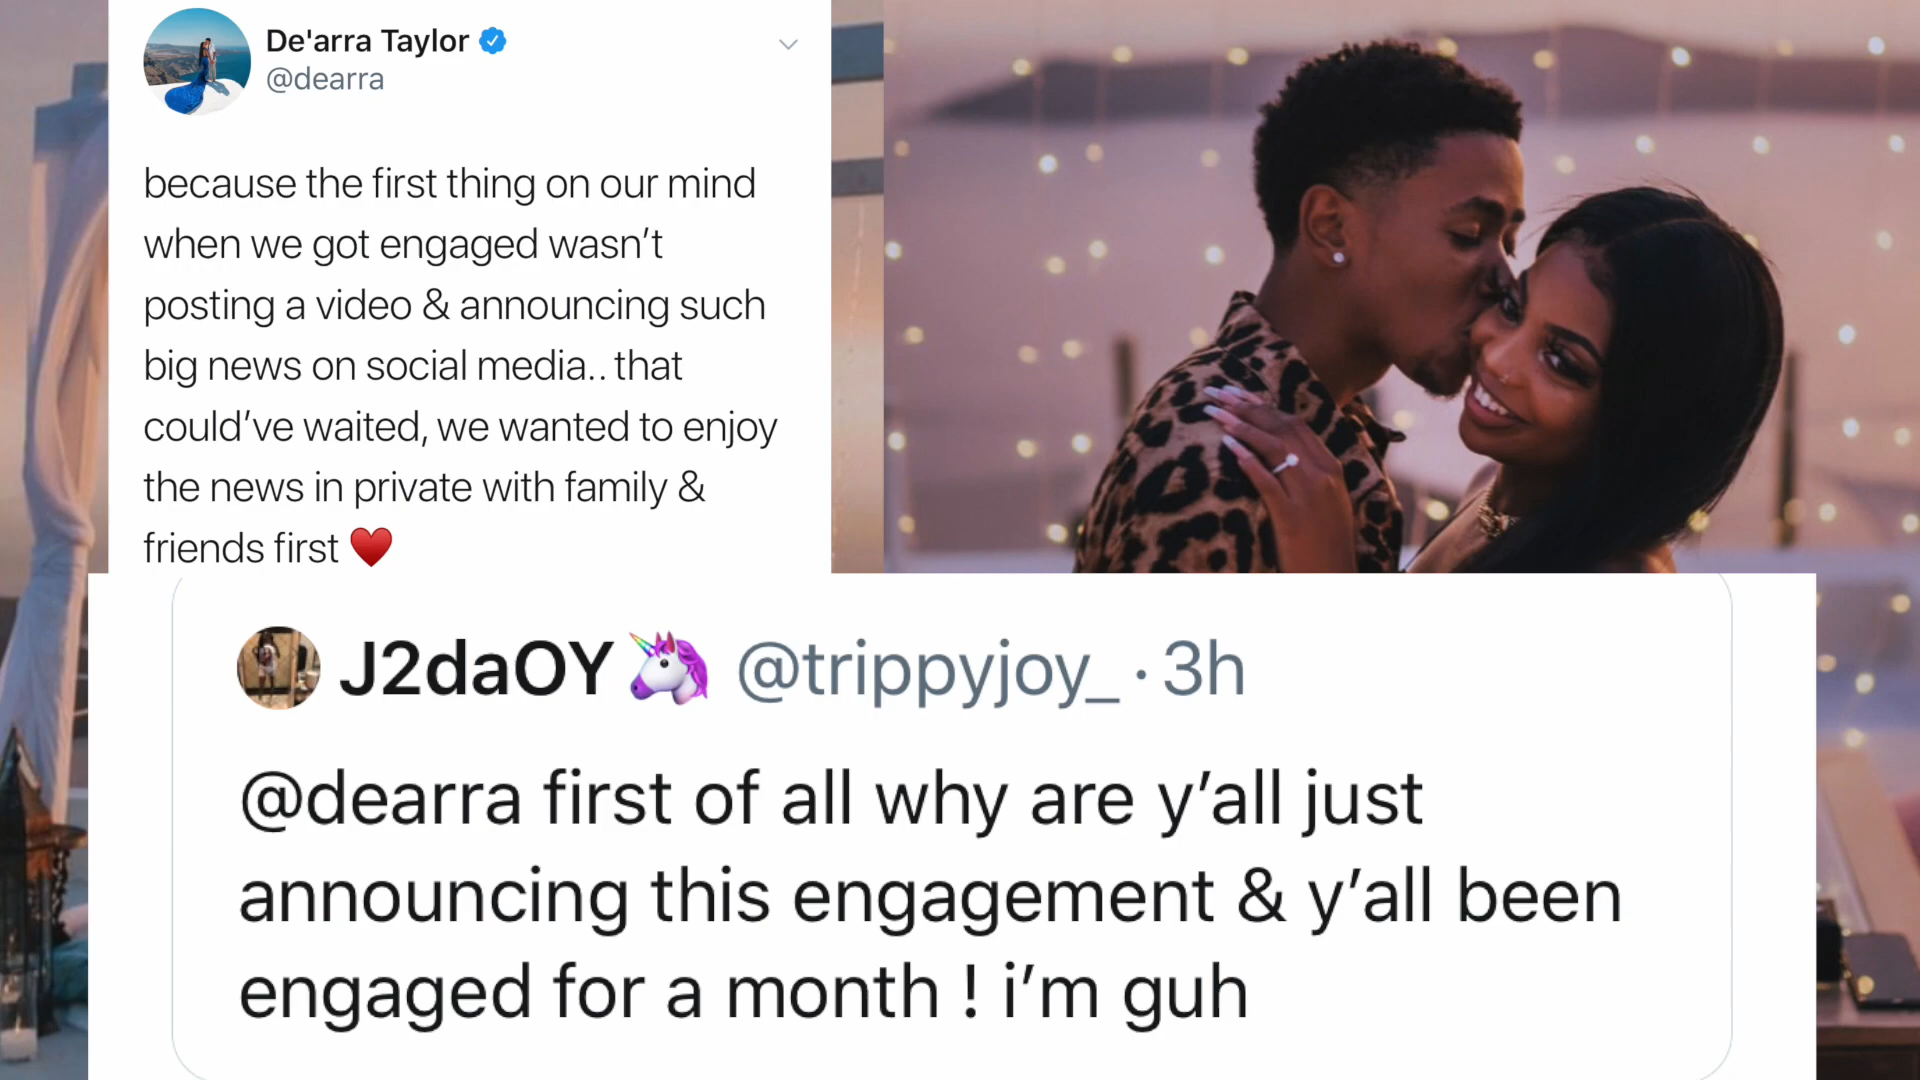 De'arra Taylor
@dearra
because the first thing on our mind
when we got engaged wasn’t
posting a video & announcing such
big news on social media.. that
could’ve waited, we wanted to enjoy
the news in private with family &
friends first ♥️
J2daOY🦄 @trippyjoy_ · 3h
@dearra first of all why are y’all just
announcing this engagement & y’all been
engaged for a month ! i’m guh